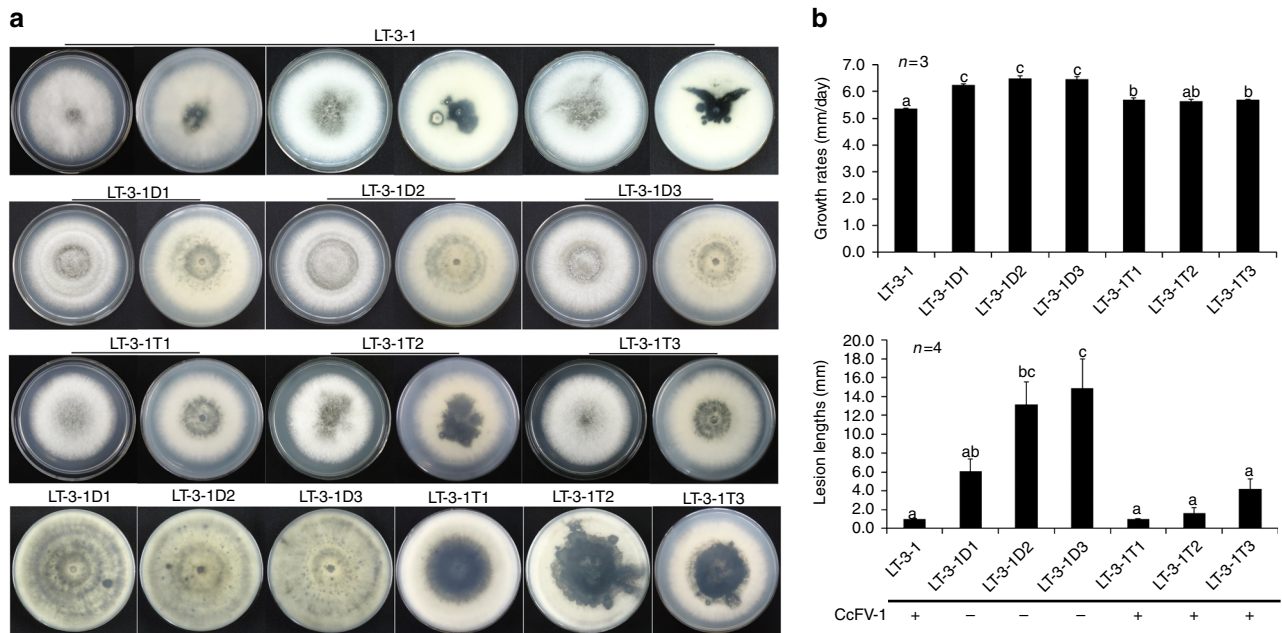 a
LT-3-1
LT-3-1D1 LT-3-1D2 LT-3-1D3
LT-3-1T1 LT-3-1T2 LT-3-1T3
LT-3-1D1 LT-3-1D2 LT-3-1D3 LT-3-1T1 LT-3-1T2 LT-3-1T3
b
Growth rates (mm/day)
7.0
6.0
5.0
4.0
3.0
2.0
1.0
0.0
n=3
a c c c b ab b
LT-3-1 LT-3-1D1 LT-3-1D2 LT-3-1D3 LT-3-1T1 LT-3-1T2 LT-3-1T3
Lesion lengths (mm)
20.0
18.0
16.0
14.0
12.0
10.0
8.0
6.0
4.0
2.0
0.0
n=4
a ab bc c a a a
LT-3-1 LT-3-1D1 LT-3-1D2 LT-3-1D3 LT-3-1T1 LT-3-1T2 LT-3-1T3
CcFV-1 + – – – + + +